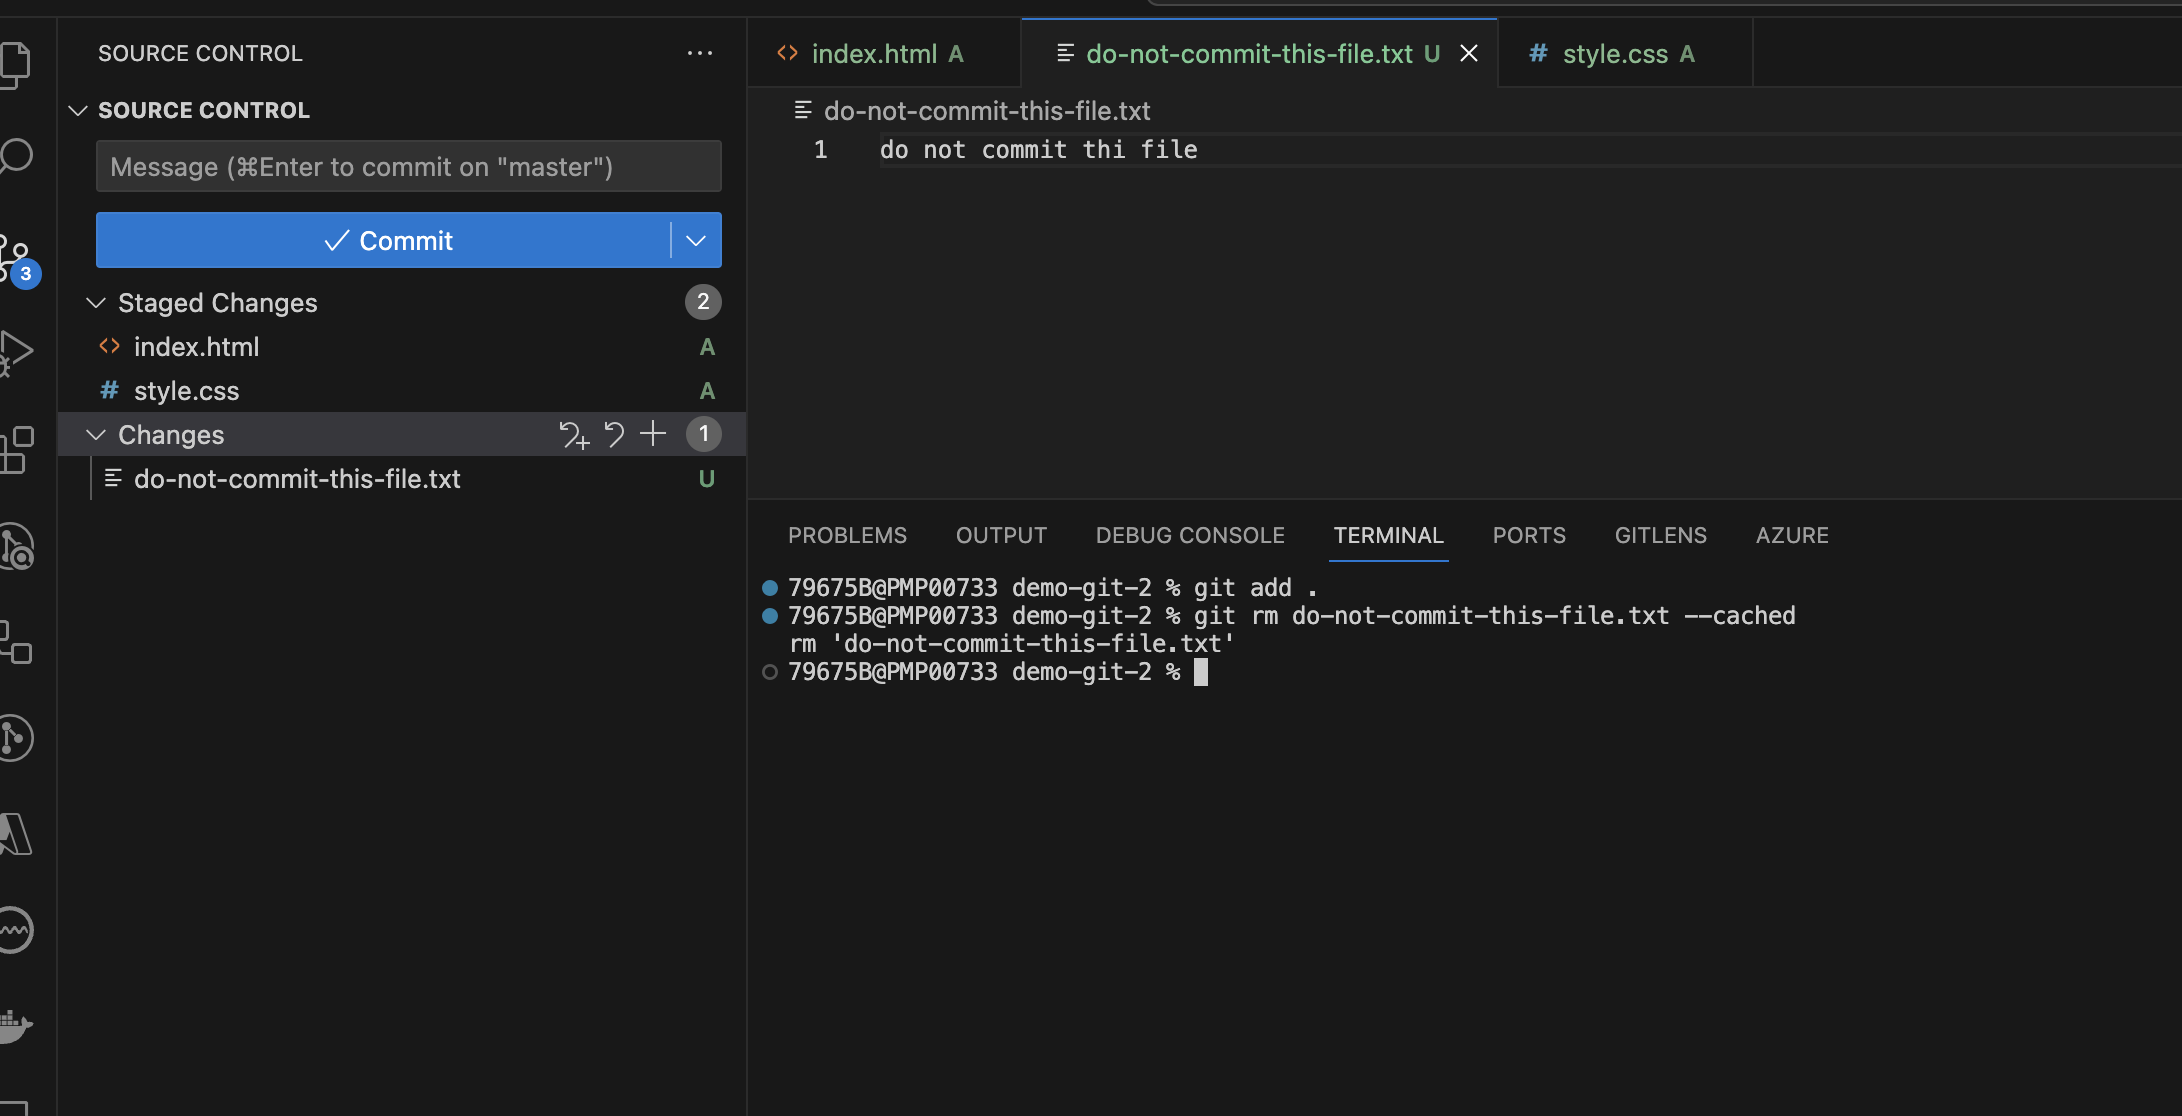 SOURCE CONTROL
SOURCE CONTROL
Message (⌘Enter to commit on "master")
Commit
3
Staged Changes 2
index.html A
style.css A
Changes 1
do-not-commit-this-file.txt U
index.html A
do-not-commit-this-file.txt U
style.css A
do-not-commit-this-file.txt
1 do not commit thi file
PROBLEMS OUTPUT DEBUG CONSOLE TERMINAL PORTS GITLENS AZURE
79675B@PMP00733 demo-git-2 % git add .
79675B@PMP00733 demo-git-2 % git rm do-not-commit-this-file.txt --cached
rm 'do-not-commit-this-file.txt'
79675B@PMP00733 demo-git-2 %